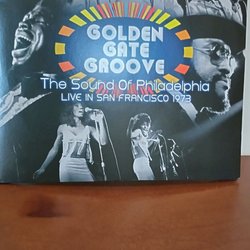 GOLDEN
GATE
GROOVE
The Sound Of Philadelphia
LIVE IN SAN FRANCISCO 1973